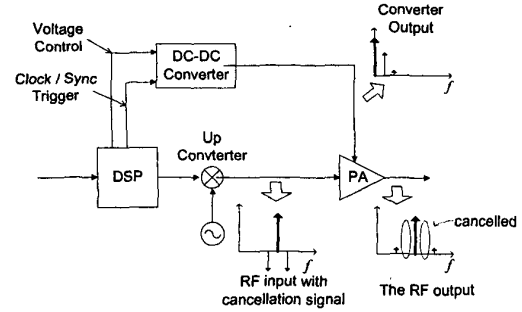 Voltage
Control
Clock / Sync
Trigger
DC-DC
Converter
Converter
Output
f
Up
Convterter
DSP
PA
f
RF input with
cancellation signal
cancelled
f
The RF output